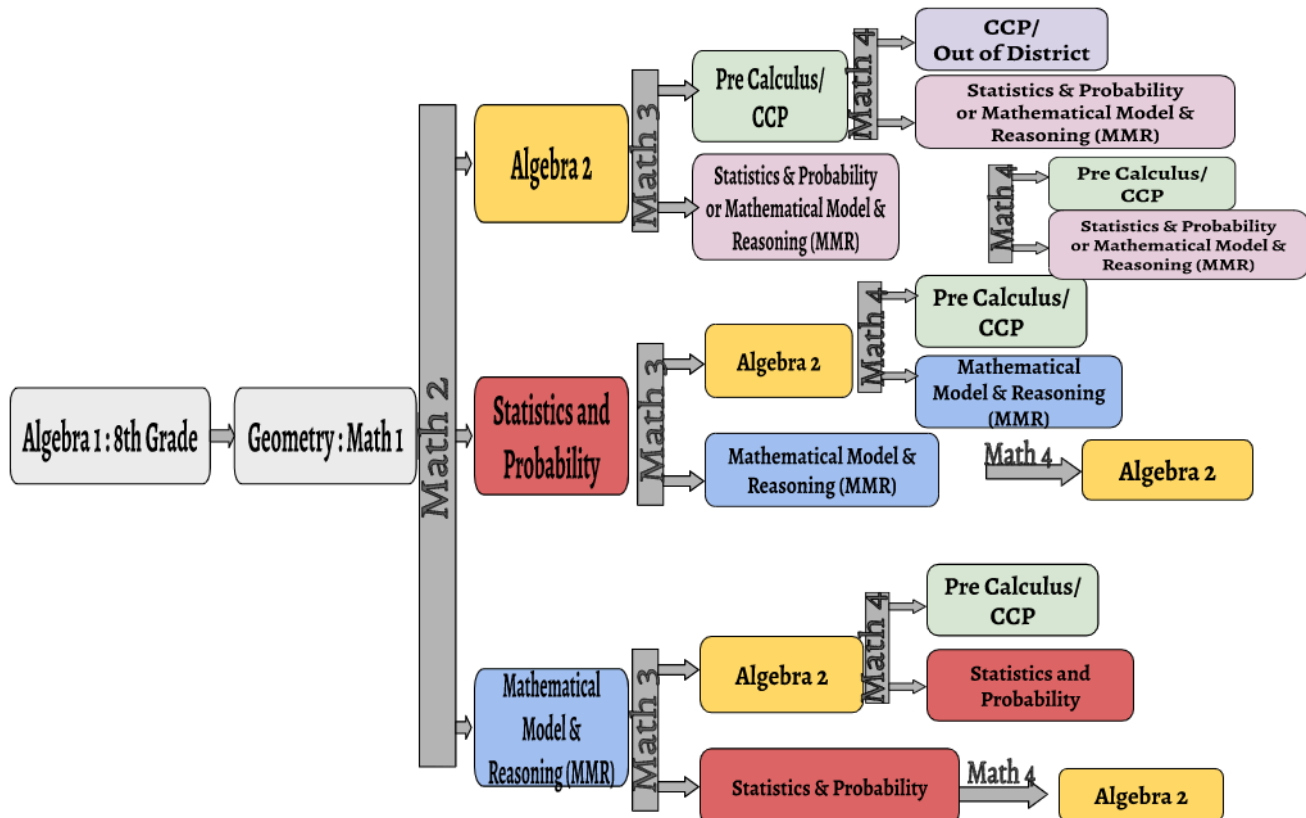 Algebra 1 : 8th Grade
Geometry : Math 1
Math 2
Algebra 2
Math 3
Pre Calculus/
CCP
Math 4
CCP/
Out of District
Statistics & Probability
or Mathematical Model &
Reasoning (MMR)
Statistics & Probability
or Mathematical Model &
Reasoning (MMR)
Math 4
Pre Calculus/
CCP
Statistics & Probability
or Mathematical Model &
Reasoning (MMR)
Statistics and
Probability
Math 3
Algebra 2
Math 4
Pre Calculus/
CCP
Mathematical
Model & Reasoning
(MMR)
Mathematical Model &
Reasoning (MMR)
Math 4
Algebra 2
Mathematical
Model &
Reasoning (MMR)
Math 3
Algebra 2
Math 4
Pre Calculus/
CCP
Statistics and
Probability
Statistics & Probability
Math 4
Algebra 2